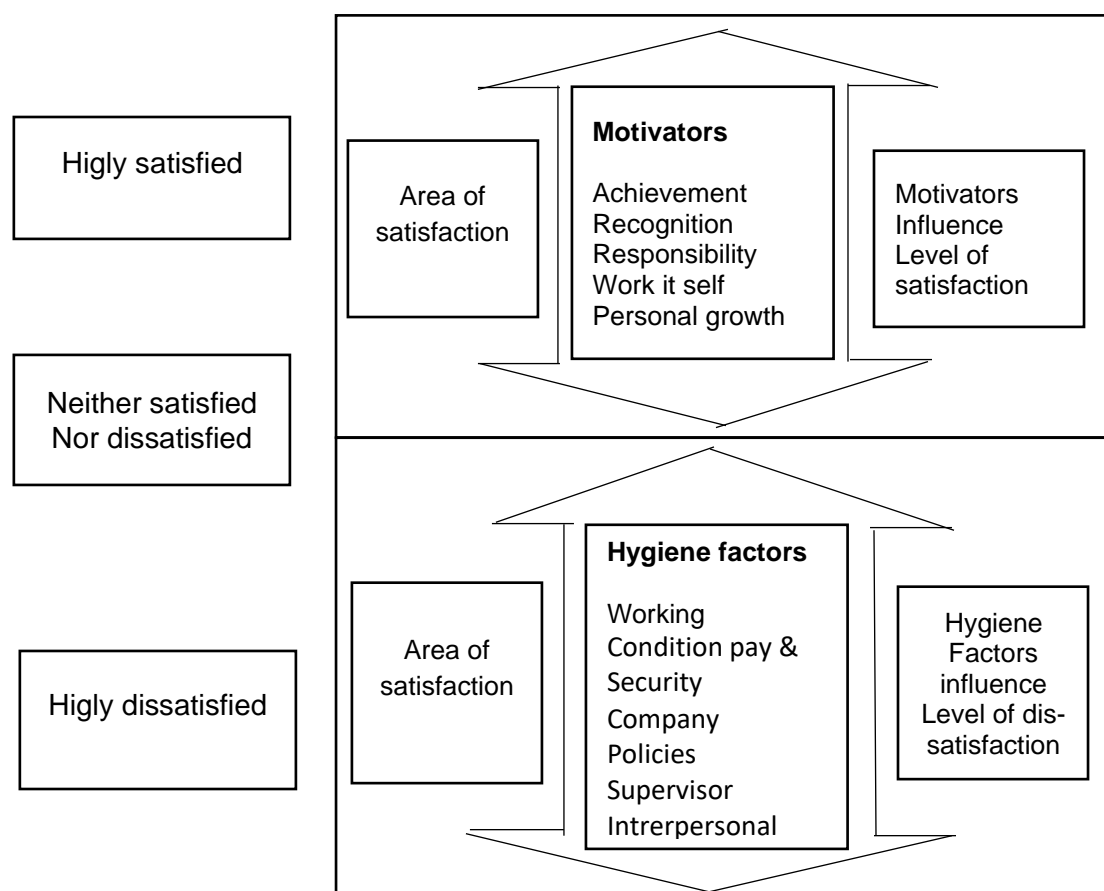 Higly satisfied
Neither satisfied
Nor dissatisfied
Higly dissatisfied
Area of
satisfaction
Motivators
Achievement
Recognition
Responsibility
Work it self
Personal growth
Motivators
Influence
Level of
satisfaction
Area of
satisfaction
Hygiene factors
Working
Condition pay &
Security
Company
Policies
Supervisor
Intrerpersonal
Hygiene
Factors
influence
Level of dis-
satisfaction